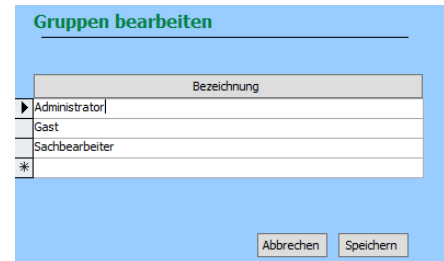 Gruppen bearbeiten
Bezeichnung
Administrator
Gast
Sachbearbeiter
Abbrechen Speichern